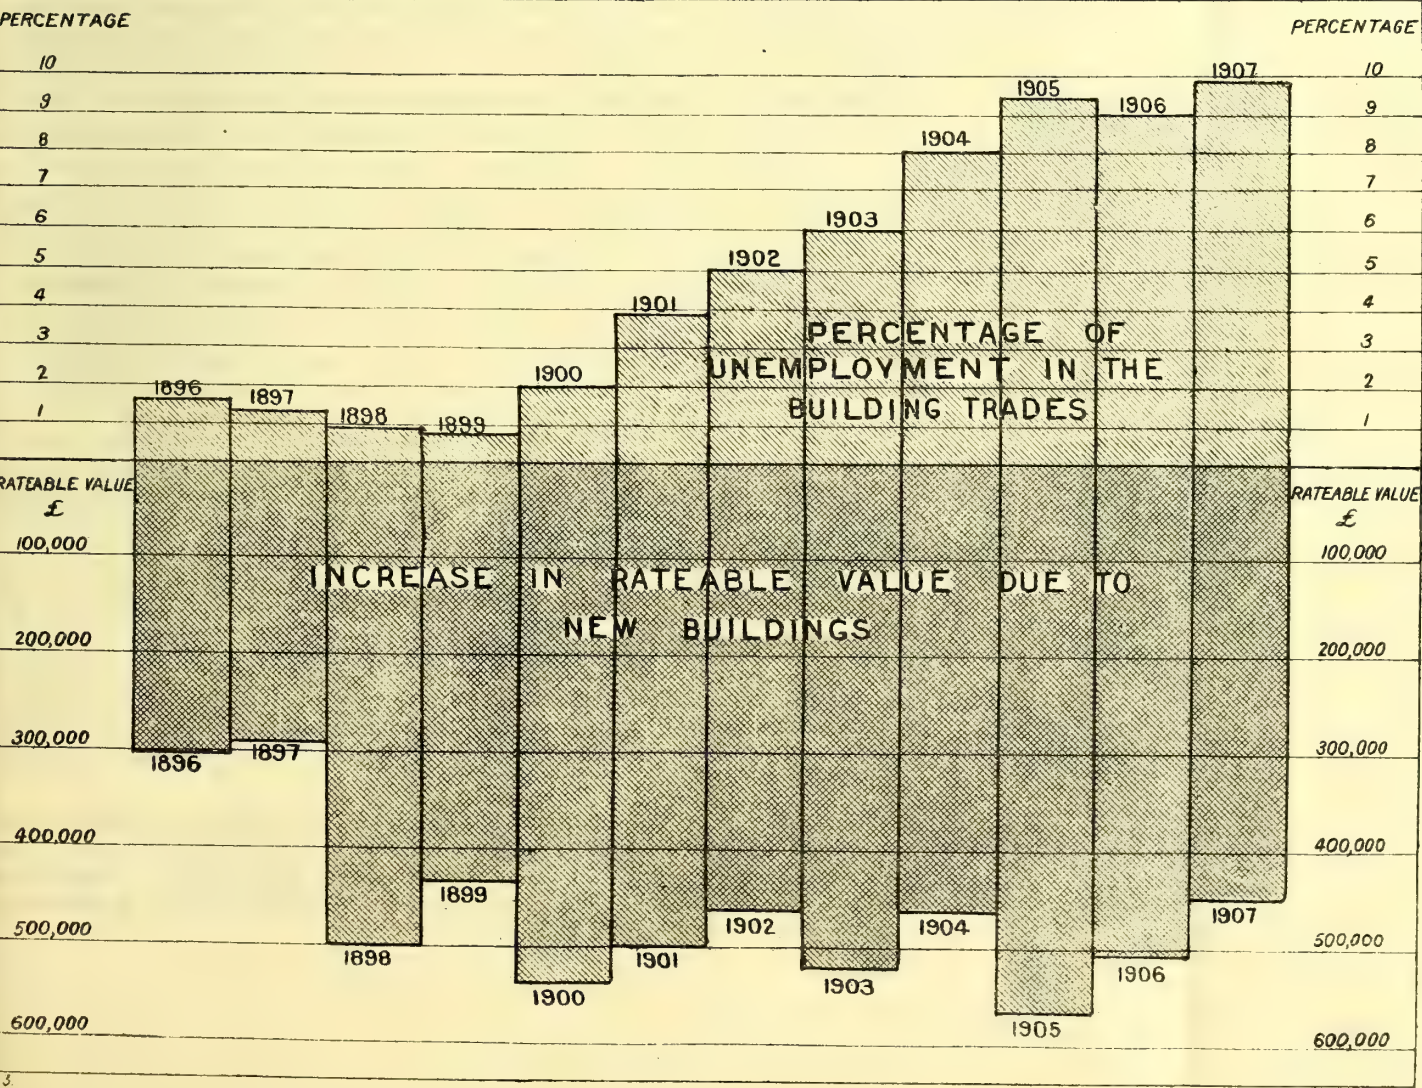 PERCENTAGE PERCENTAGE
10 1907 10
9 1905 1906 9
8 1904 8
7 7
6 1903 6
5 1902 5
4 1901 4
3 PERCENTAGE OF 3
2 1896 1897 1900 UNEMPLOYMENT IN THE 2
1 1898 1899 BUILDING TRADES 1
RATEABLE VALUE RATEABLE VALUE
£ £
100,000 100,000
INCREASE IN RATEABLE VALUE DUE TO
NEW BUILDINGS
200,000 200,000
300,000 300,000
1896 1897
400,000 400,000
1899 1907
500,000 1902 1904 500,000
1898 1901 1903 1906
1900
600,000 1905 600,000
3.